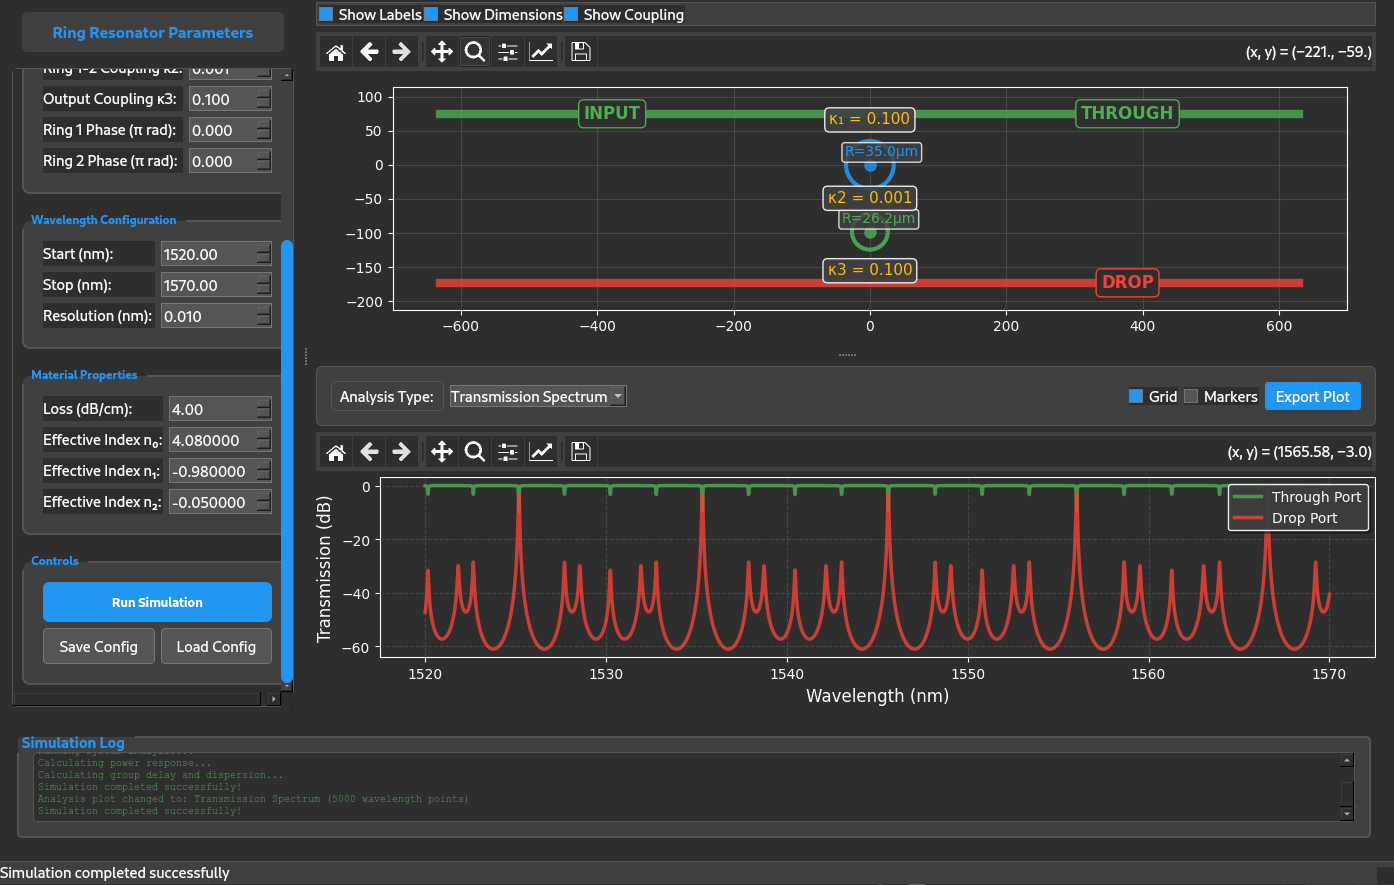 Ring Resonator Parameters
Ring 1-2 Coupling κ2: 0.001
Output Coupling κ3: 0.100
Ring 1 Phase (π rad): 0.000
Ring 2 Phase (π rad): 0.000
Wavelength Configuration
Start (nm): 1520.00
Stop (nm): 1570.00
Resolution (nm): 0.010
Material Properties
Loss (dB/cm): 4.00
Effective Index n₀: 4.080000
Effective Index n₁: -0.980000
Effective Index n₂: -0.050000
Controls
Run Simulation
Save Config Load Config
Show Labels Show Dimensions Show Coupling
(x, y) = (−221., −59.)
100
50
0
−50
−100
−150
−200
INPUT
THROUGH
κ₁ = 0.100
R=35.0μm
κ2 = 0.001
R=26.2μm
κ3 = 0.100
DROP
−600 −400 −200 0 200 400 600
Analysis Type: Transmission Spectrum Grid Markers Export Plot
(x, y) = (1565.58, −3.0)
Transmission (dB)
0
−20
−40
−60
Through Port
Drop Port
1520 1530 1540 1550 1560 1570
Wavelength (nm)
Simulation Log
Calculating power response...
Calculating group delay and dispersion...
Simulation completed successfully!
Analysis plot changed to: Transmission Spectrum (5000 wavelength points)
Simulation completed successfully!
Simulation completed successfully